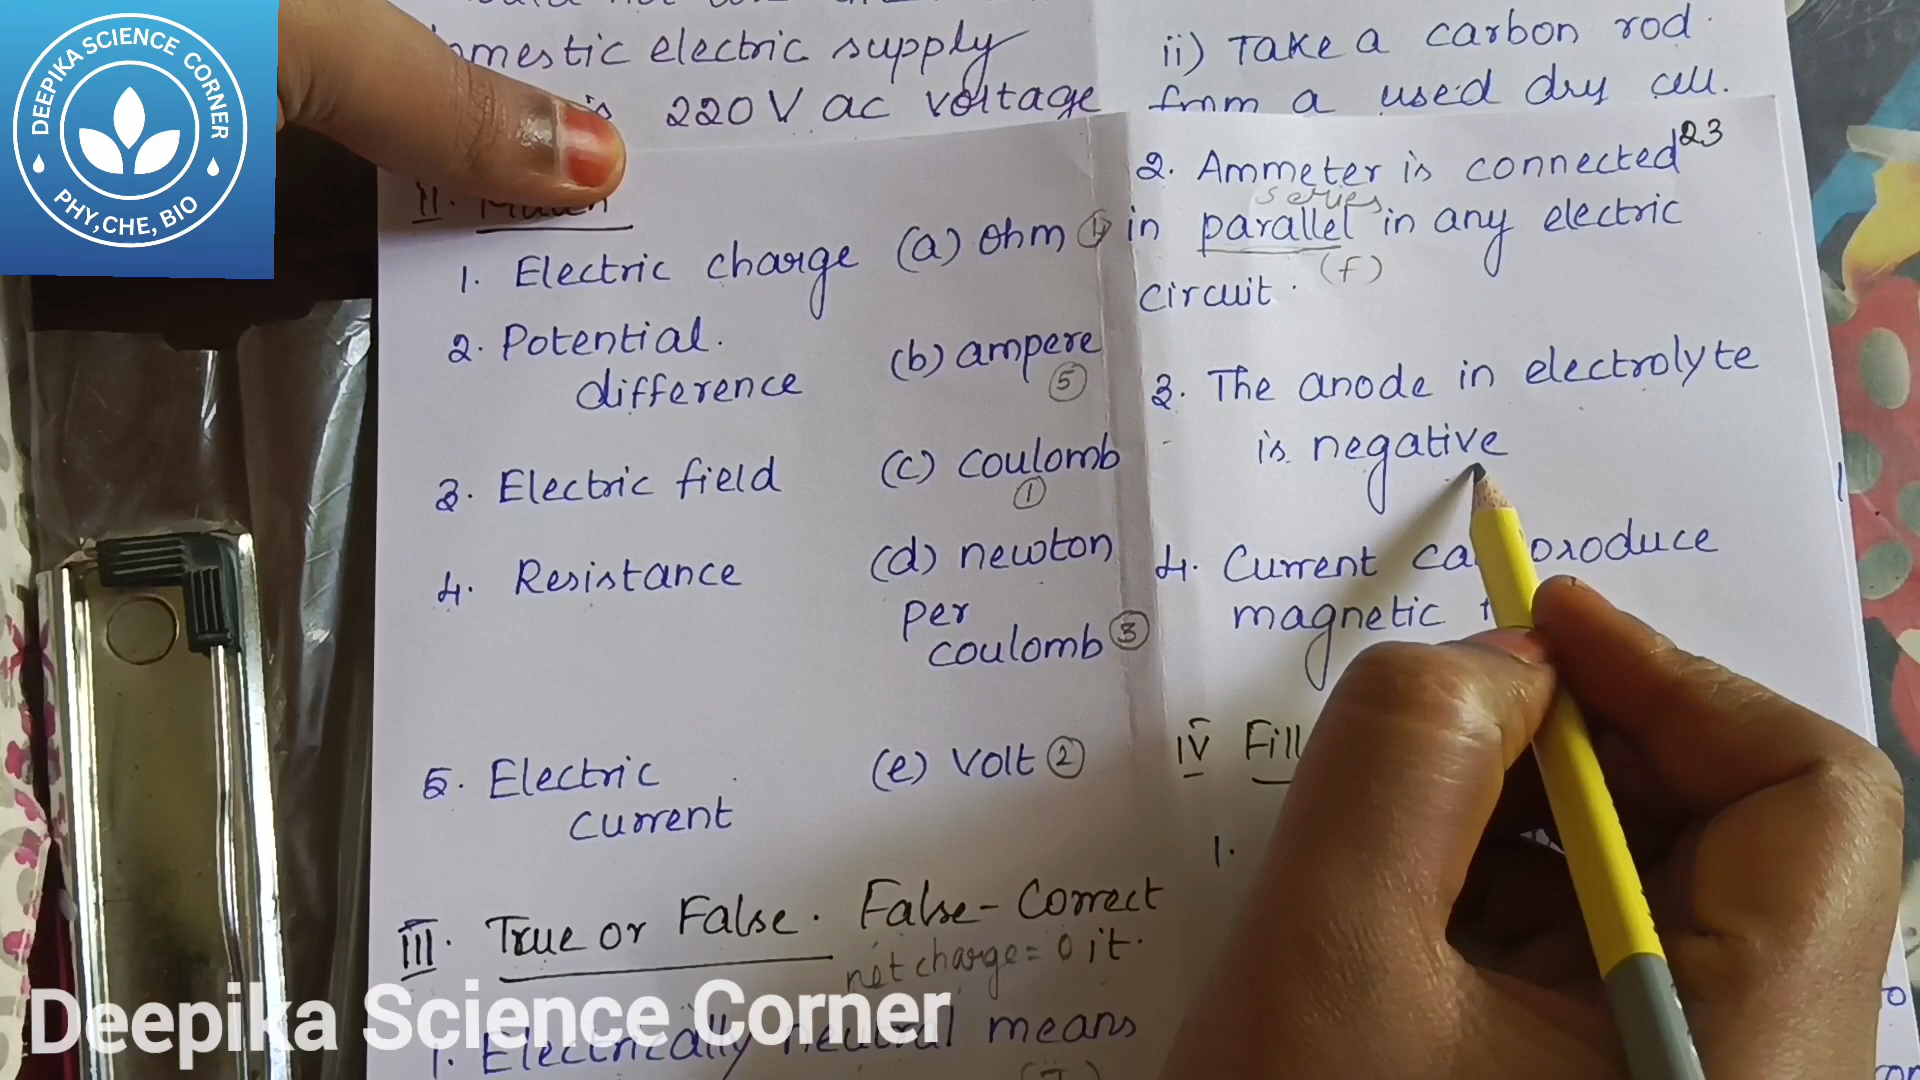 DEEPIKA SCIENCE CORNER
PHY,CHE, BIO
mestic electric supply
is 220 V ac voltage
II. Match
1. Electric charge (a) Ohm 4
2. Potential.
difference
(b) ampere
5
3. Electric field (c) coulomb
1
4. Resistance (d) newton
per
coulomb 3
5. Electric
current
(e) Volt 2
III. True or False. False - Correct
net charge = 0 it.
1. Electrically neutral means
(T)
ii) Take a carbon rod.
from a used dry cell.
23
2. Ammeter is connected
series
in parallel in any electric
(f)
circuit.
3. The anode in electrolyte
is negative
4. Current can produce
magnetic
IV Fill
1.
Deepika Science Corner